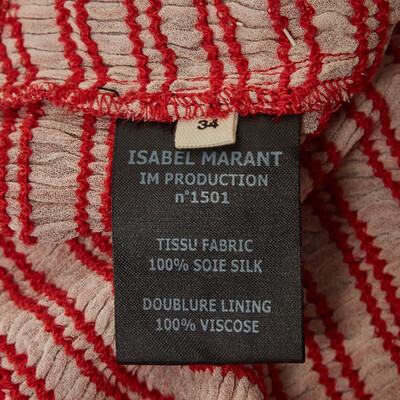 34
ISABEL MARANT
IM PRODUCTION
n°1501
TISSU FABRIC
100% SOIE SILK
DOUBLURE LINING
100% VISCOSE